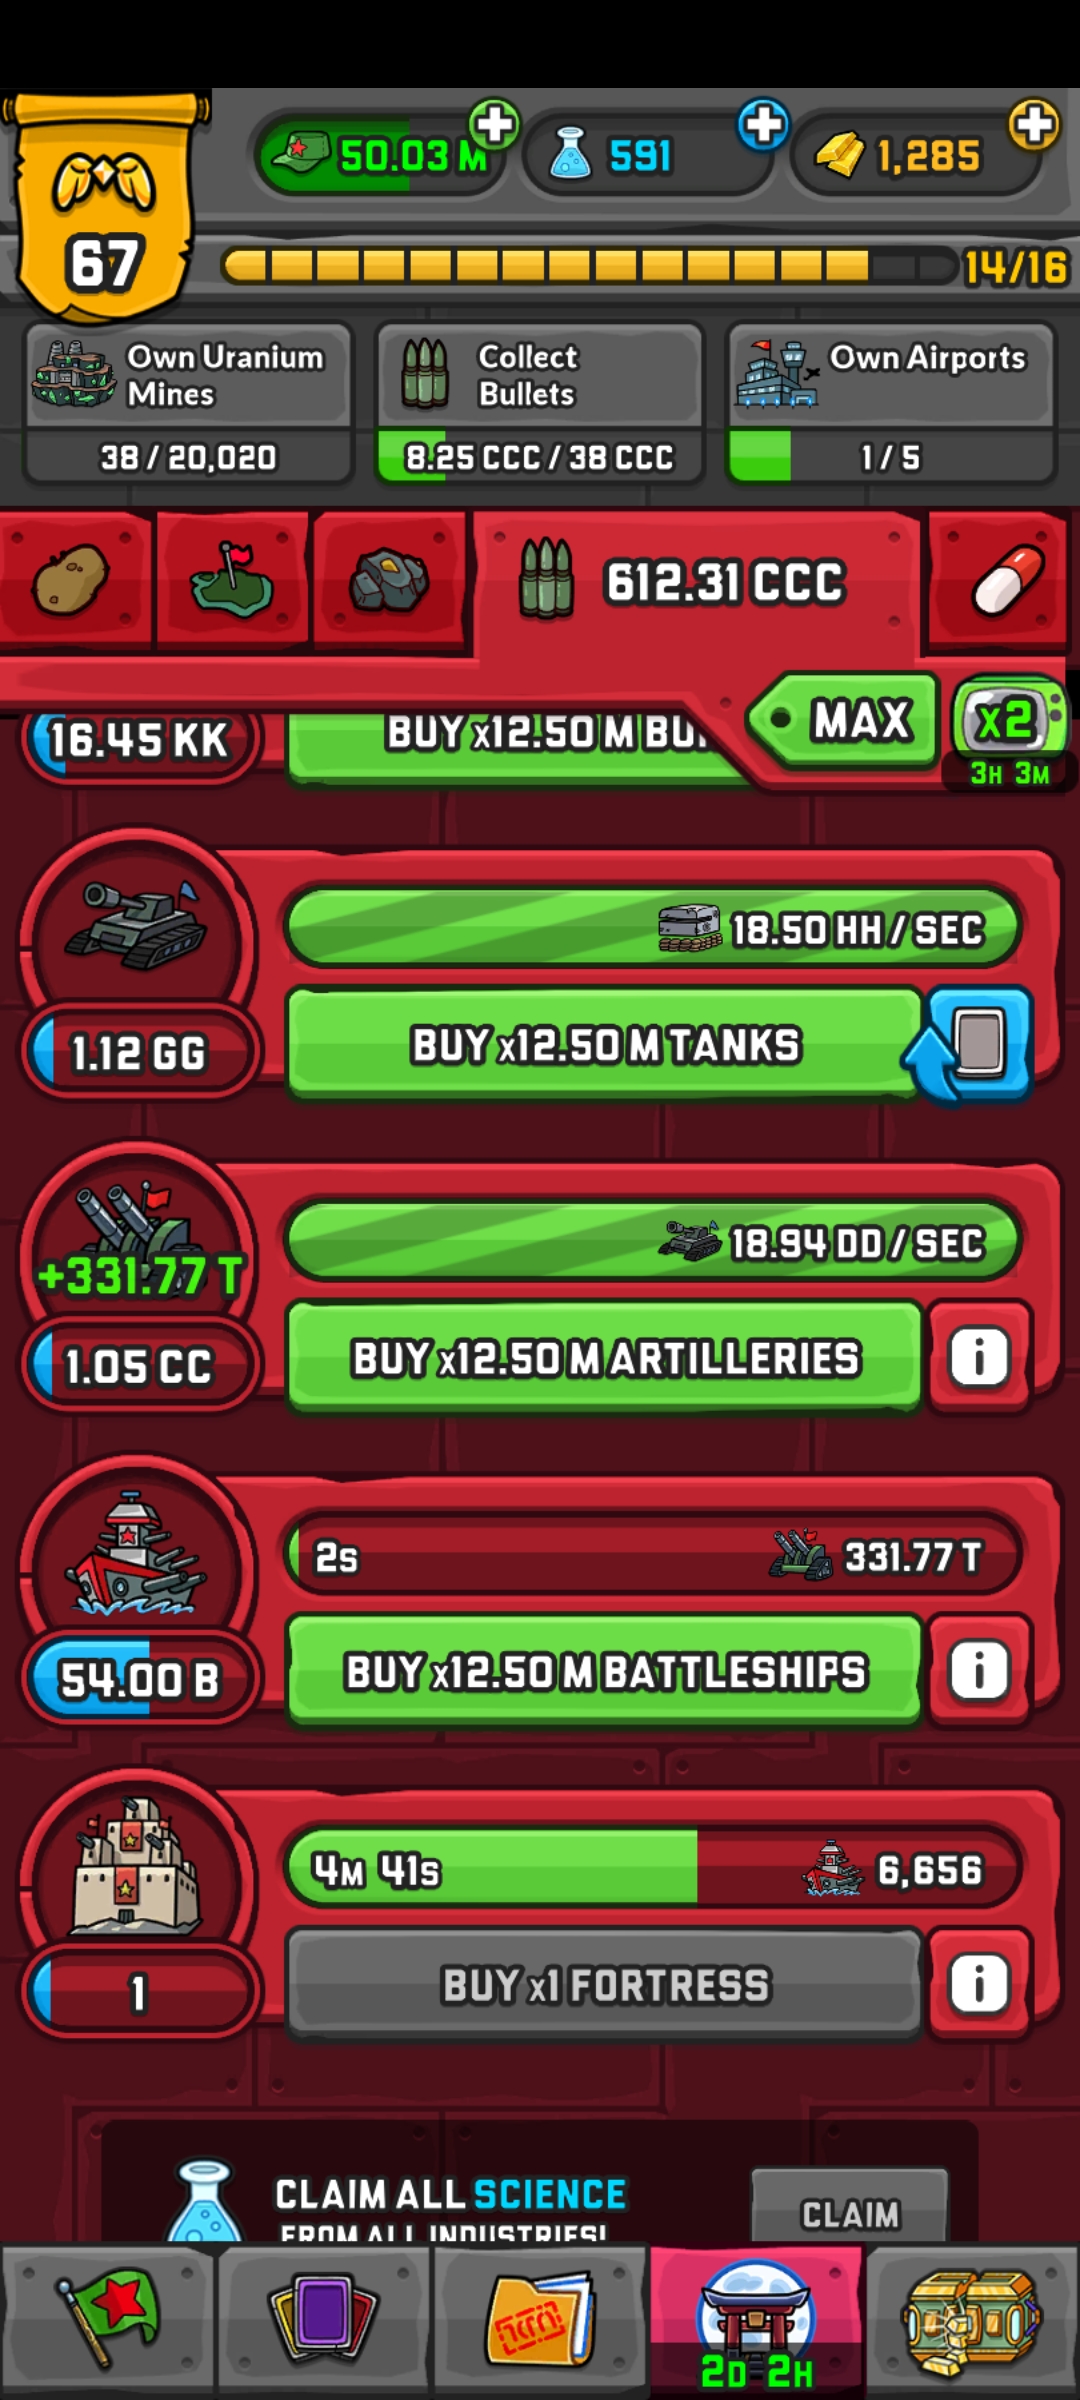 50.03 M
591
1,285
67
14/16
Own Uranium
Mines
38 / 20,020
Collect
Bullets
8.25 CCC / 38 CCC
Own Airports
1 / 5
612.31 CCC
MAX
x2
3H 3M
16.45 KK
BUY x12.50 M
18.50 HH / SEC
1.12 GG
BUY x12.50 M TANKS
+331.77 T
18.94 DD / SEC
1.05 CC
BUY x12.50 M ARTILLERIES
i
2S
331.77 T
54.00 B
BUY x12.50 M BATTLESHIPS
i
4M 41S
6,656
1
BUY x1 FORTRESS
i
CLAIM ALL SCIENCE
FROM ALL INDUSTRIES!
CLAIM
2D 2H